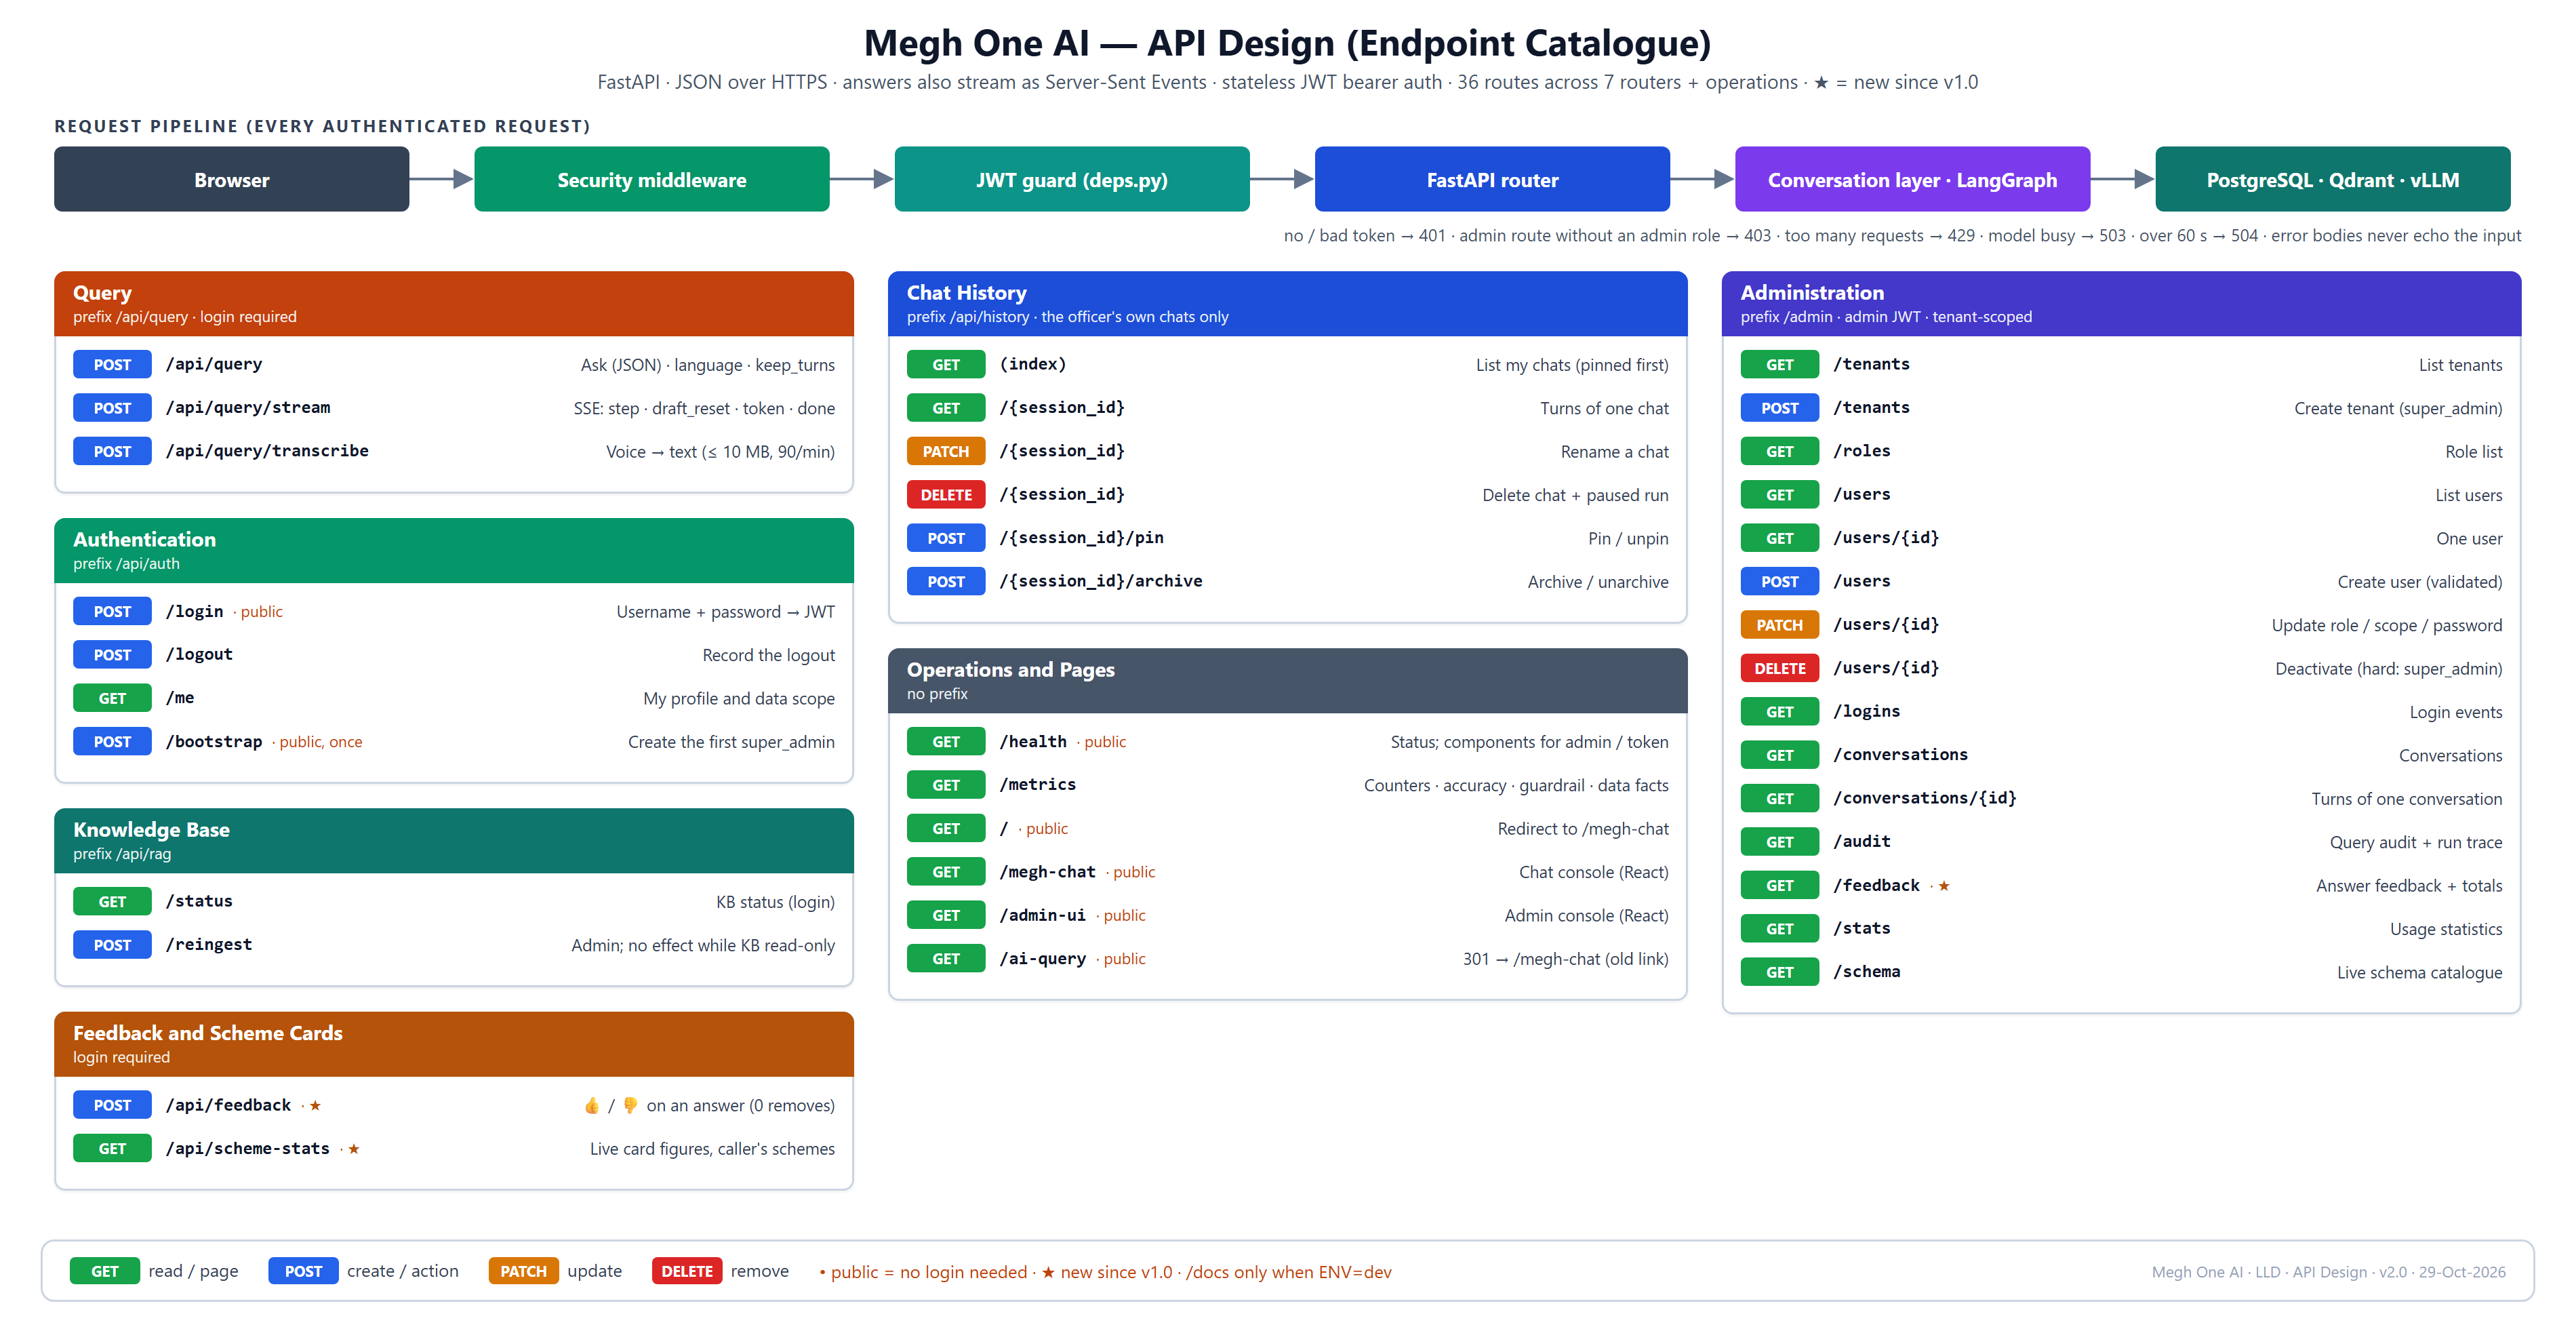 Megh One AI — API Design (Endpoint Catalogue)
FastAPI · JSON over HTTPS · answers also stream as Server-Sent Events · stateless JWT bearer auth · 36 routes across 7 routers + operations · ★ = new since v1.0
REQUEST PIPELINE (EVERY AUTHENTICATED REQUEST)
Browser
Security middleware
JWT guard (deps.py)
FastAPI router
Conversation layer · LangGraph
PostgreSQL · Qdrant · vLLM
no / bad token → 401 · admin route without an admin role → 403 · too many requests → 429 · model busy → 503 · over 60 s → 504 · error bodies never echo the input
Query
prefix /api/query · login required
POST /api/query Ask (JSON) · language · keep_turns
POST /api/query/stream SSE: step · draft_reset · token · done
POST /api/query/transcribe Voice → text (≤ 10 MB, 90/min)
Authentication
prefix /api/auth
POST /login · public Username + password → JWT
POST /logout Record the logout
GET /me My profile and data scope
POST /bootstrap · public, once Create the first super_admin
Knowledge Base
prefix /api/rag
GET /status KB status (login)
POST /reingest Admin; no effect while KB read-only
Feedback and Scheme Cards
login required
POST /api/feedback · ★ 👍 / 👎 on an answer (0 removes)
GET /api/scheme-stats · ★ Live card figures, caller's schemes
Chat History
prefix /api/history · the officer's own chats only
GET (index) List my chats (pinned first)
GET /{session_id} Turns of one chat
PATCH /{session_id} Rename a chat
DELETE /{session_id} Delete chat + paused run
POST /{session_id}/pin Pin / unpin
POST /{session_id}/archive Archive / unarchive
Operations and Pages
no prefix
GET /health · public Status; components for admin / token
GET /metrics Counters · accuracy · guardrail · data facts
GET / · public Redirect to /megh-chat
GET /megh-chat · public Chat console (React)
GET /admin-ui · public Admin console (React)
GET /ai-query · public 301 → /megh-chat (old link)
Administration
prefix /admin · admin JWT · tenant-scoped
GET /tenants List tenants
POST /tenants Create tenant (super_admin)
GET /roles Role list
GET /users List users
GET /users/{id} One user
POST /users Create user (validated)
PATCH /users/{id} Update role / scope / password
DELETE /users/{id} Deactivate (hard: super_admin)
GET /logins Login events
GET /conversations Conversations
GET /conversations/{id} Turns of one conversation
GET /audit Query audit + run trace
GET /feedback · ★ Answer feedback + totals
GET /stats Usage statistics
GET /schema Live schema catalogue
GET read / page POST create / action PATCH update DELETE remove • public = no login needed · ★ new since v1.0 · /docs only when ENV=dev
Megh One AI · LLD · API Design · v2.0 · 29-Oct-2026